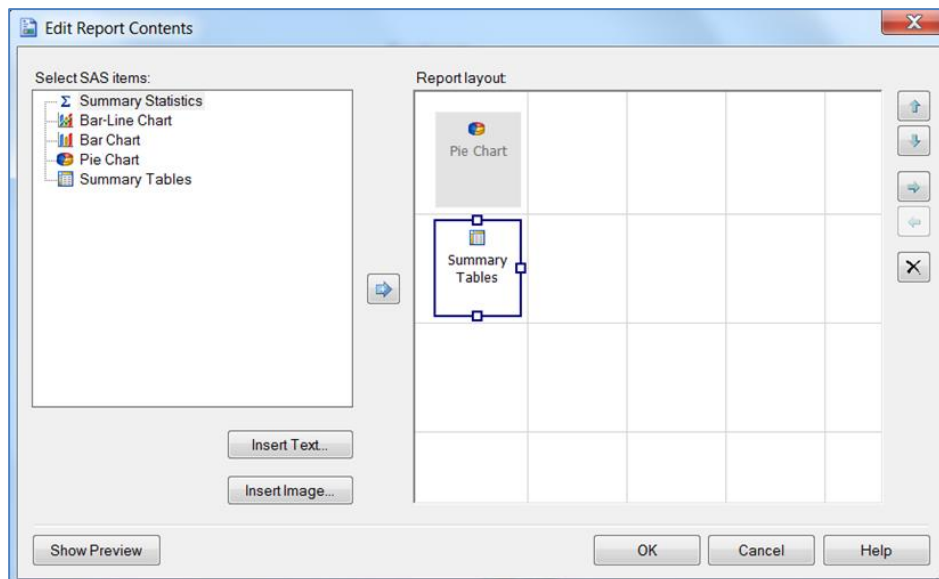 Edit Report Contents
Select SAS items:
Report layout:
Σ Summary Statistics
Bar-Line Chart
Bar Chart
Pie Chart
Summary Tables
Pie Chart
Summary
Tables
Insert Text...
Insert Image...
Show Preview
OK
Cancel
Help